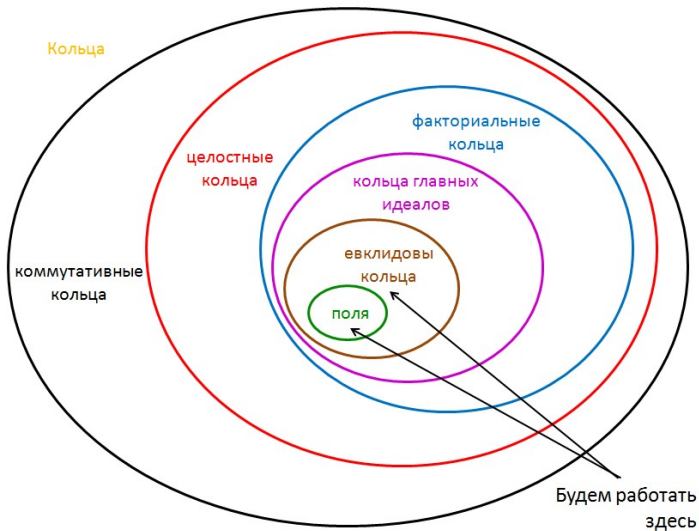 Кольца
факториальные
кольца
целостные
кольца
кольца главных
идеалов
евклидовы
кольца
коммутативные
кольца
поля
Будем работать
здесь